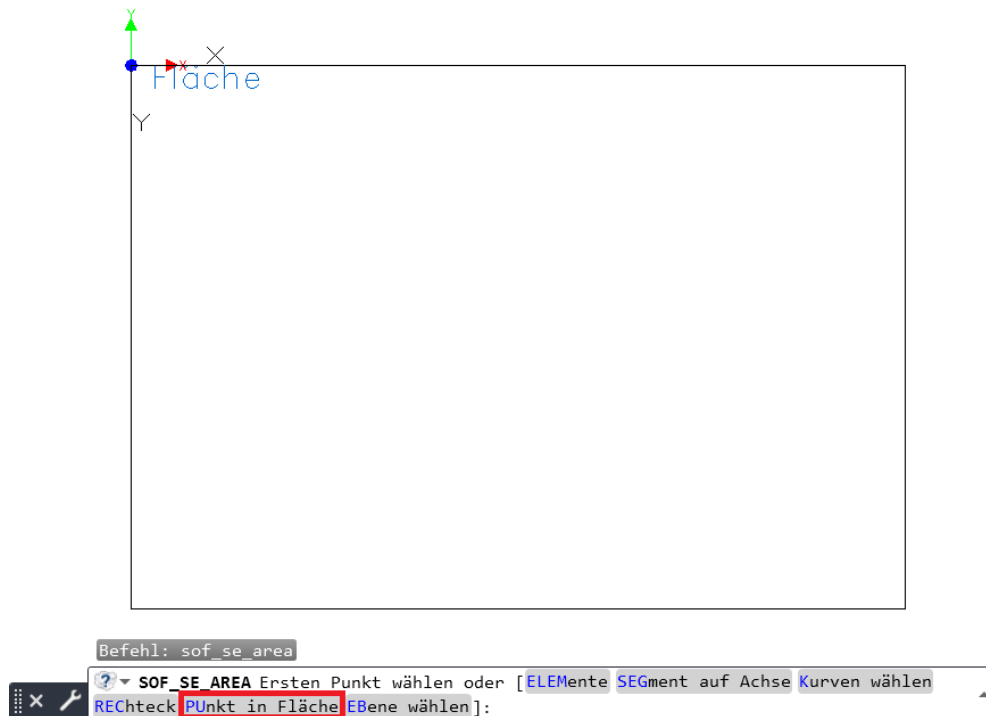 Y
X X
Fläche
Y
Befehl: sof_se_area
SOF_SE_AREA Ersten Punkt wählen oder [ELEMente SEGment auf Achse Kurven wählen
REChteck PUnkt in Fläche EBene wählen]: